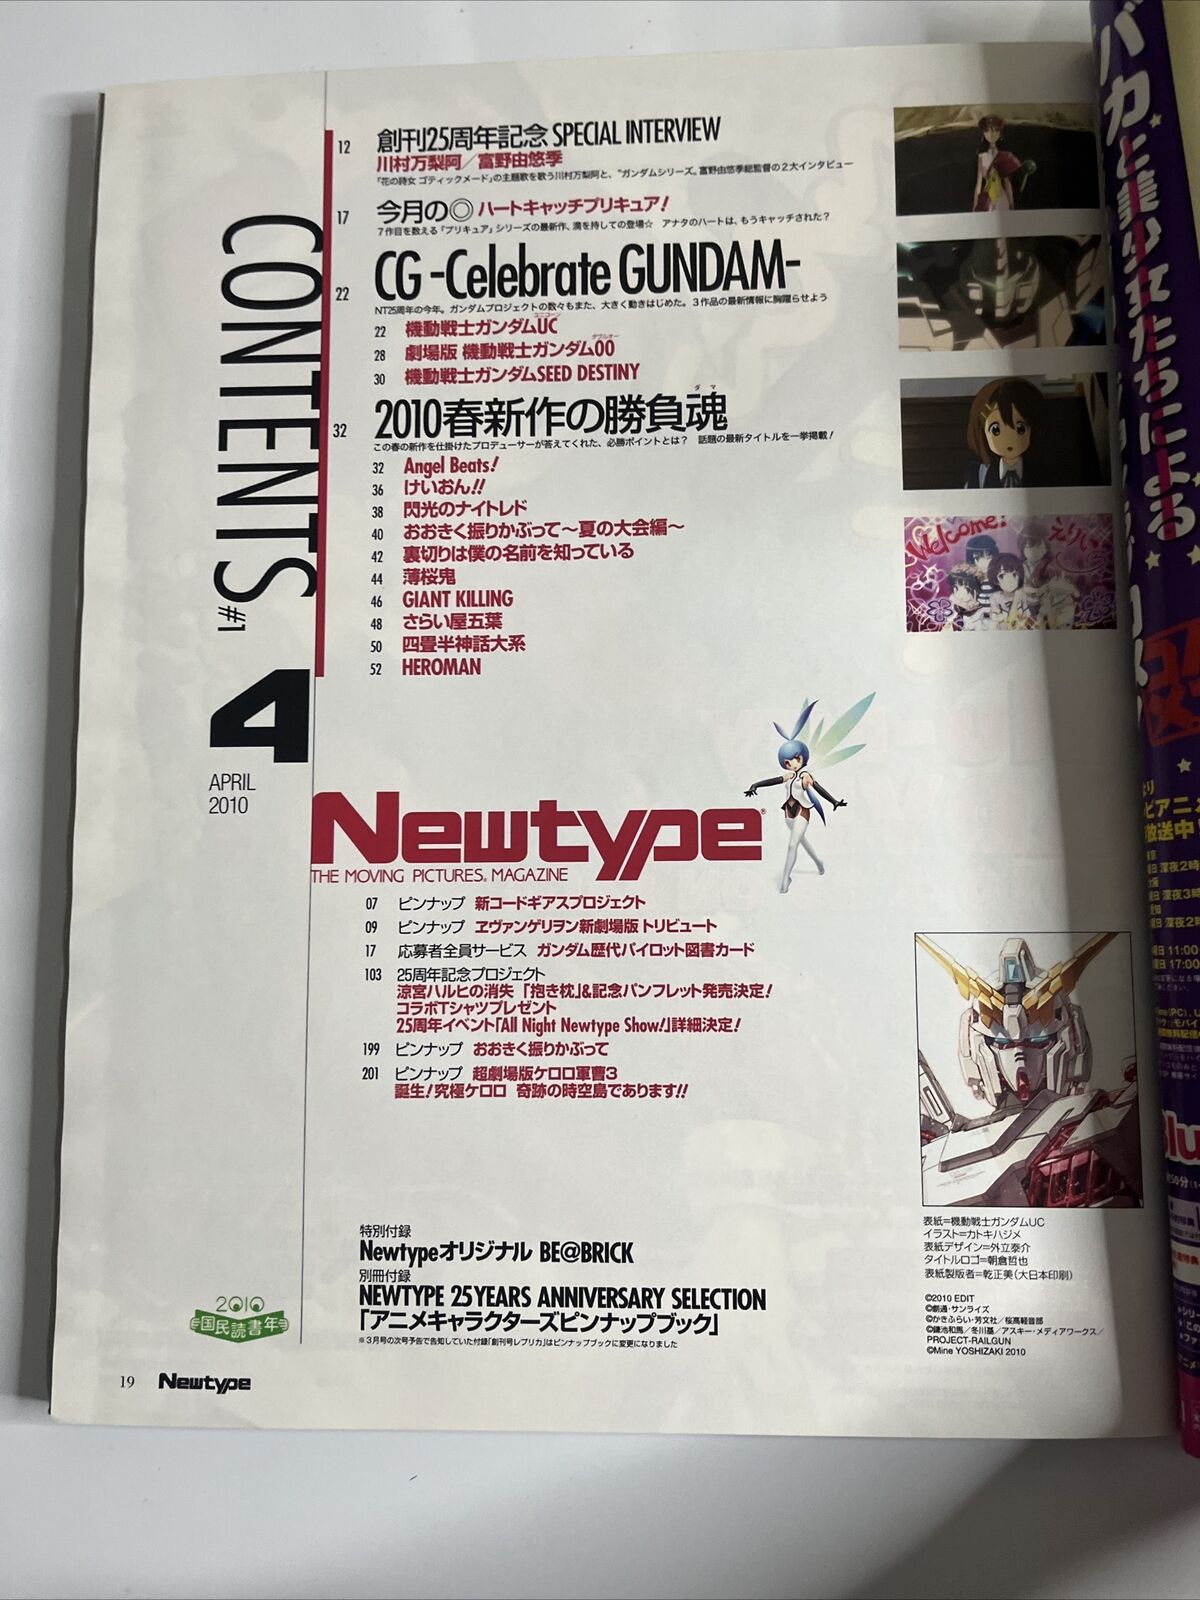 12 創刊25周年記念 SPECIAL INTERVIEW
川村万梨阿／富野由悠季
「花の詩女 ゴティックメード」の主題歌を歌う川村万梨阿と、“ガンダムシリーズ。富野由悠季総監督の2大インタビュー
17 今月の◎ ハートキャッチプリキュア！
7作目を数える「プリキュア」シリーズの最新作、満を持しての登場☆ アナタのハートは、もうキャッチされた？
22 CG -Celebrate GUNDAM-
NT25周年の今年。ガンダムプロジェクトの数々もまた、大きく動きはじめた。3作品の最新情報に胸躍らせよう
22 機動戦士ガンダムUC
ユニコーン
28 劇場版 機動戦士ガンダム00
ダブルオー
30 機動戦士ガンダムSEED DESTINY
32 2010春新作の勝負魂
ダマ
この春の新作を仕掛けたプロデューサーが答えてくれた、必勝ポイントとは？ 話題の最新タイトルを一挙掲載！
32 Angel Beats!
36 けいおん!!
38 閃光のナイトレイド
40 おおきく振りかぶって～夏の大会編～
42 裏切りは僕の名前を知っている
44 薄桜鬼
46 GIANT KILLING
48 さらい屋五葉
50 四畳半神話大系
52 HEROMAN
CONTENTS #1
4
APRIL
2010
Newtype®
THE MOVING PICTURES® MAGAZINE
07 ピンナップ 新コードギアスプロジェクト
09 ピンナップ ヱヴァンゲリヲン新劇場版 トリビュート
17 応募者全員サービス ガンダム歴代パイロット図書カード
103 25周年記念プロジェクト
涼宮ハルヒの消失 「抱き枕」&記念パンフレット発売決定！
コラボTシャツプレゼント
25周年イベント「All Night Newtype Show!」詳細決定！
199 ピンナップ おおきく振りかぶって
201 ピンナップ 超劇場版ケロロ軍曹3
誕生！究極ケロロ 奇跡の時空島であります!!
特別付録
Newtypeオリジナル BE@BRICK
別冊付録
NEWTYPE 25YEARS ANNIVERSARY SELECTION
「アニメキャラクターズピンナップブック」
※3月号の次号予告で告知していた付録「創刊号レプリカ」はピンナップブックに変更になりました
2010
国民読書年
19 Newtype
Welcome!
えりい
表紙＝機動戦士ガンダムUC
イラスト＝カトキハジメ
表紙デザイン＝外立泰介
タイトルロゴ＝朝倉哲也
表紙製版者＝乾正美（大日本印刷）
©2010 EDIT
©創通・サンライズ
©かきふらい・芳文社／桜高軽音部
©鎌池和馬／冬川基／アスキー・メディアワークス／
PROJECT-RAILGUN
©Mine YOSHIZAKI 2010
バカと美少女たちによる
ビアニメ
放送中！